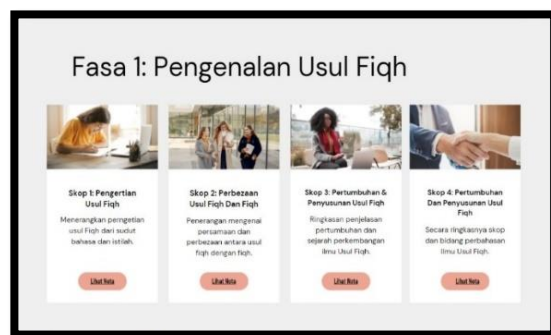 Fasa 1: Pengenalan Usul Fiqh
Skop 1: Pengertian
Usul Fiqh
Menerangkan perngetian
usul Fiqh dari sudut
bahasa dan istilah.
Lihat Nota
Skop 2: Perbezaan
Usul Fiqh Dan Fiqh
Penerangan mengenai
persamaan dan
perbezaan antara usul
fiqh dengan fiqh.
Lihat Nota
Skop 3: Pertumbuhan &
Penyusunan Usul Fiqh
Ringkasan penjelasan
pertumbuhan dan
sejarah perkembangan
ilmu Usul Fiqh.
Lihat Nota
Skop 4: Pertumbuhan
Dan Penyusunan Usul
Fiqh
Secara ringkasnya skop
dan bidang perbahasan
Ilmu Usul Fiqh.
Lihat Nota